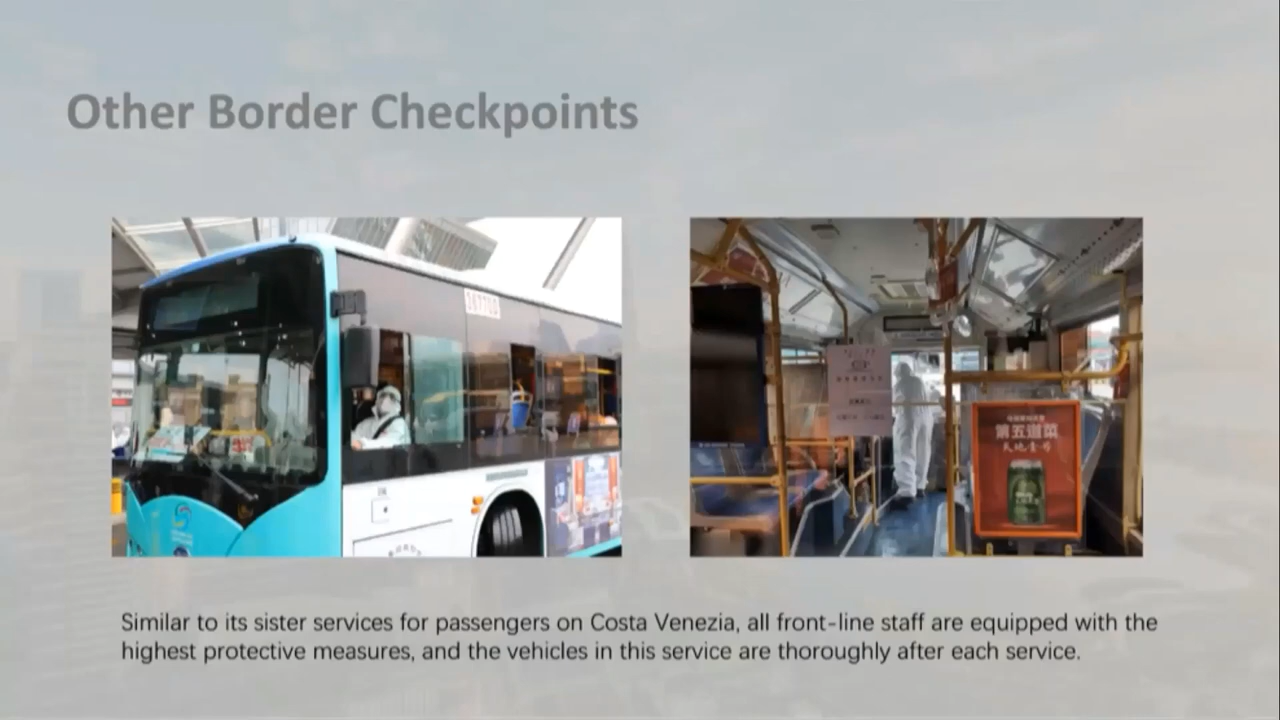 Other Border Checkpoints
第五道菜
Similar to its sister services for passengers on Costa Venezia, all front-line staff are equipped with the
highest protective measures, and the vehicles in this service are thoroughly after each service.